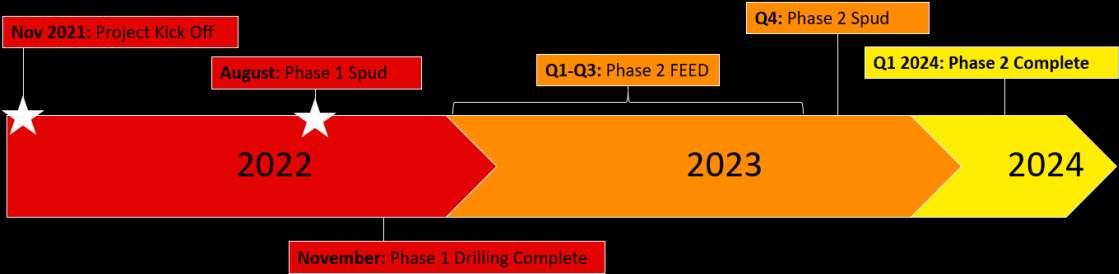 Nov 2021: Project Kick Off
August: Phase 1 Spud
Q1-Q3: Phase 2 FEED
Q4: Phase 2 Spud
Q1 2024: Phase 2 Complete
2022
2023
2024
November: Phase 1 Drilling Complete